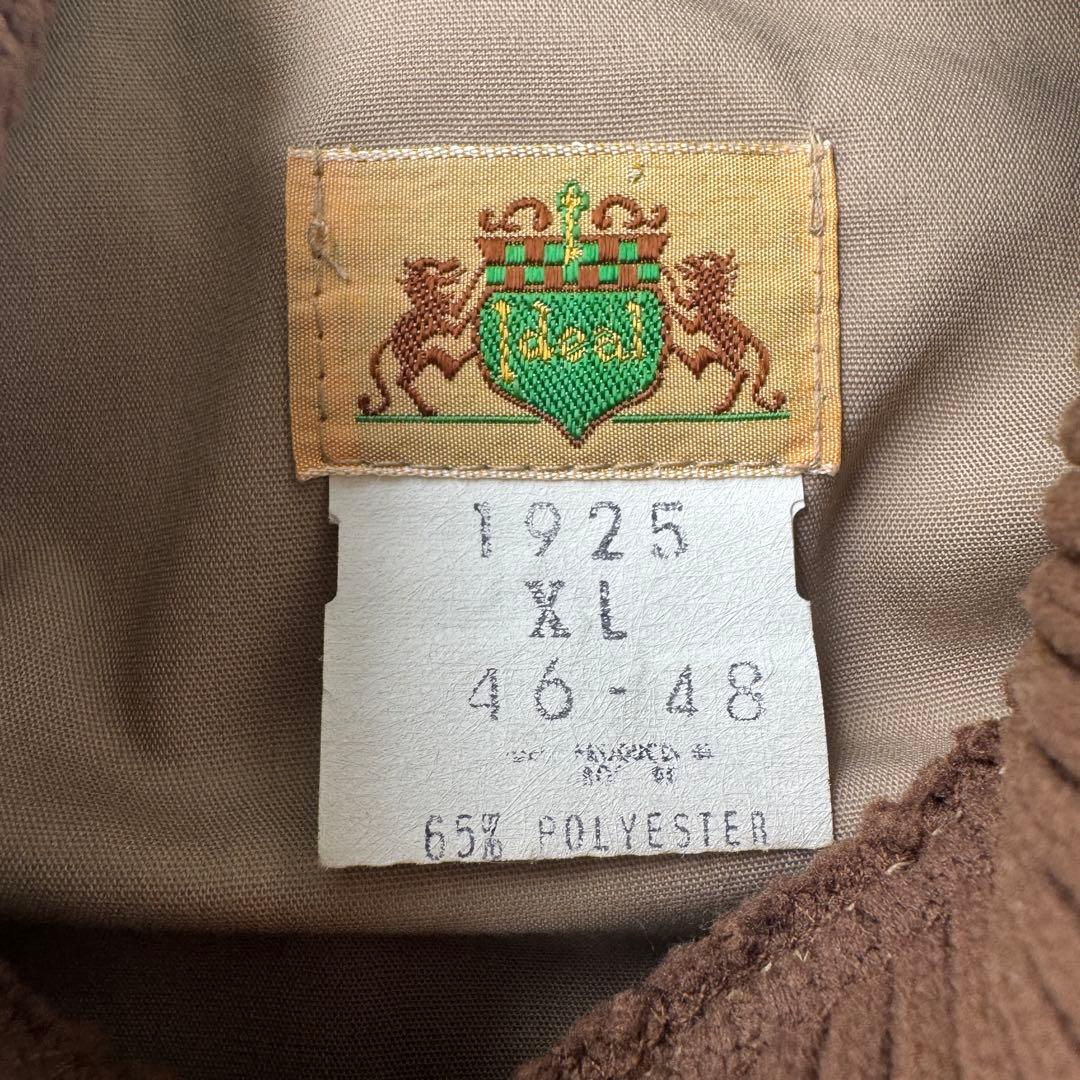 Ideal
1925
XL
46-48
65% POLYESTER